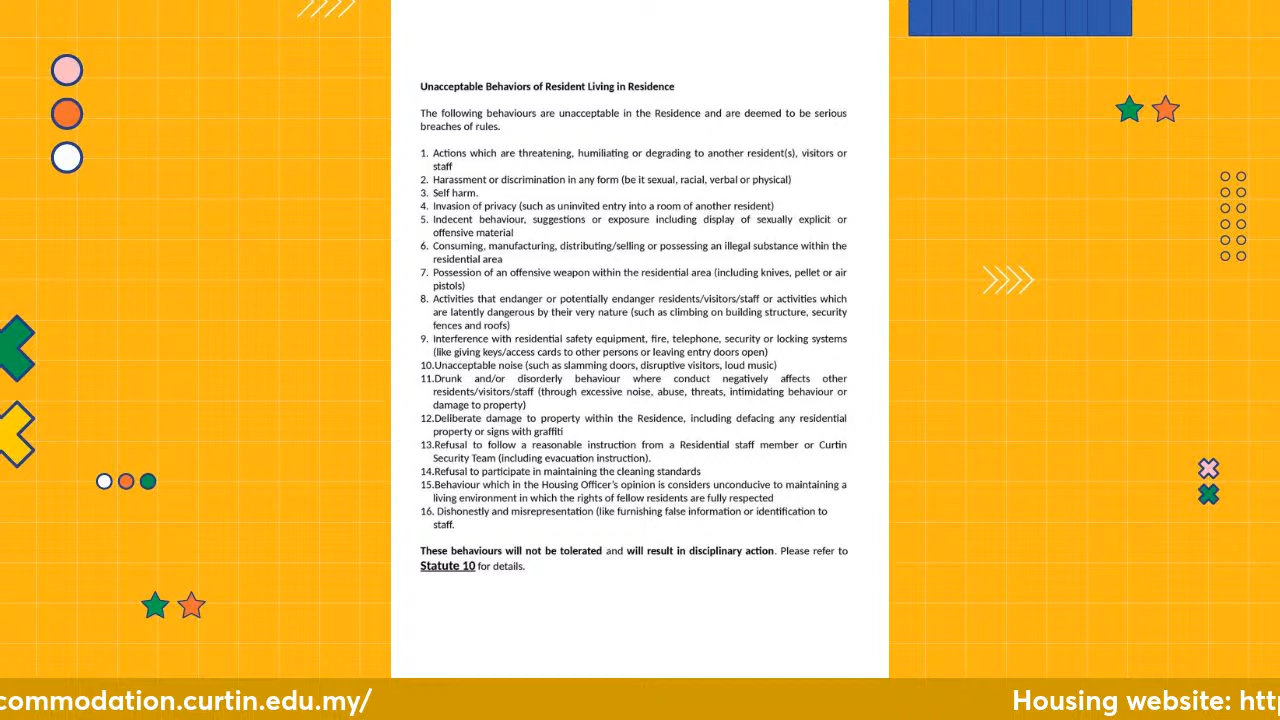 Unacceptable Behaviors of Resident Living in Residence
The following behaviours are unacceptable in the Residence and are deemed to be serious
breaches of rules.
1. Actions which are threatening, humiliating or degrading to another resident(s), visitors or
staff
2. Harassment or discrimination in any form (be it sexual, racial, verbal or physical)
3. Self harm.
4. Invasion of privacy (such as uninvited entry into a room of another resident)
5. Indecent behaviour, suggestions or exposure including display of sexually explicit or
offensive material
6. Consuming, manufacturing, distributing/selling or possessing an illegal substance within the
residential area
7. Possession of an offensive weapon within the residential area (including knives, pellet or air
pistols)
8. Activities that endanger or potentially endanger residents/visitors/staff or activities which
are latently dangerous by their very nature (such as climbing on building structure, security
fences and roofs)
9. Interference with residential safety equipment, fire, telephone, security or locking systems
(like giving keys/access cards to other persons or leaving entry doors open)
10.Unacceptable noise (such as slamming doors, disruptive visitors, loud music)
11.Drunk and/or disorderly behaviour where conduct negatively affects other
residents/visitors/staff (through excessive noise, abuse, threats, intimidating behaviour or
damage to property)
12.Deliberate damage to property within the Residence, including defacing any residential
property or signs with graffiti
13.Refusal to follow a reasonable instruction from a Residential staff member or Curtin
Security Team (including evacuation instruction).
14.Refusal to participate in maintaining the cleaning standards
15.Behaviour which in the Housing Officer's opinion is considers unconducive to maintaining a
living environment in which the rights of fellow residents are fully respected
16. Dishonestly and misrepresentation (like furnishing false information or identification to
staff.
These behaviours will not be tolerated and will result in disciplinary action. Please refer to
Statute 10 for details.
commodation.curtin.edu.my/
Housing website: htt